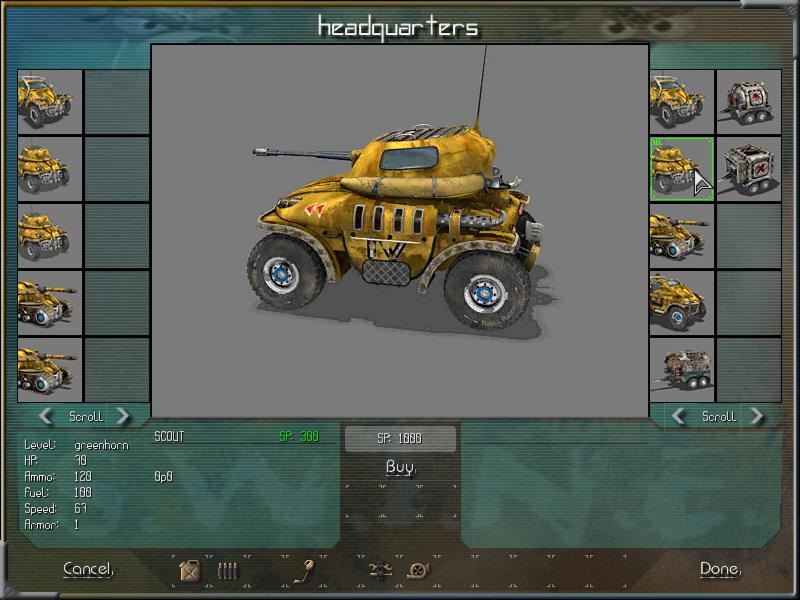 headquarters
Scroll
Scroll
SCOUT SP: 300
SP: 1000
Level: greenhorn
HP: 70
Ammo: 120 0p0
Fuel: 100
Speed: 67
Armor: 1
Buy
Cancel
Done